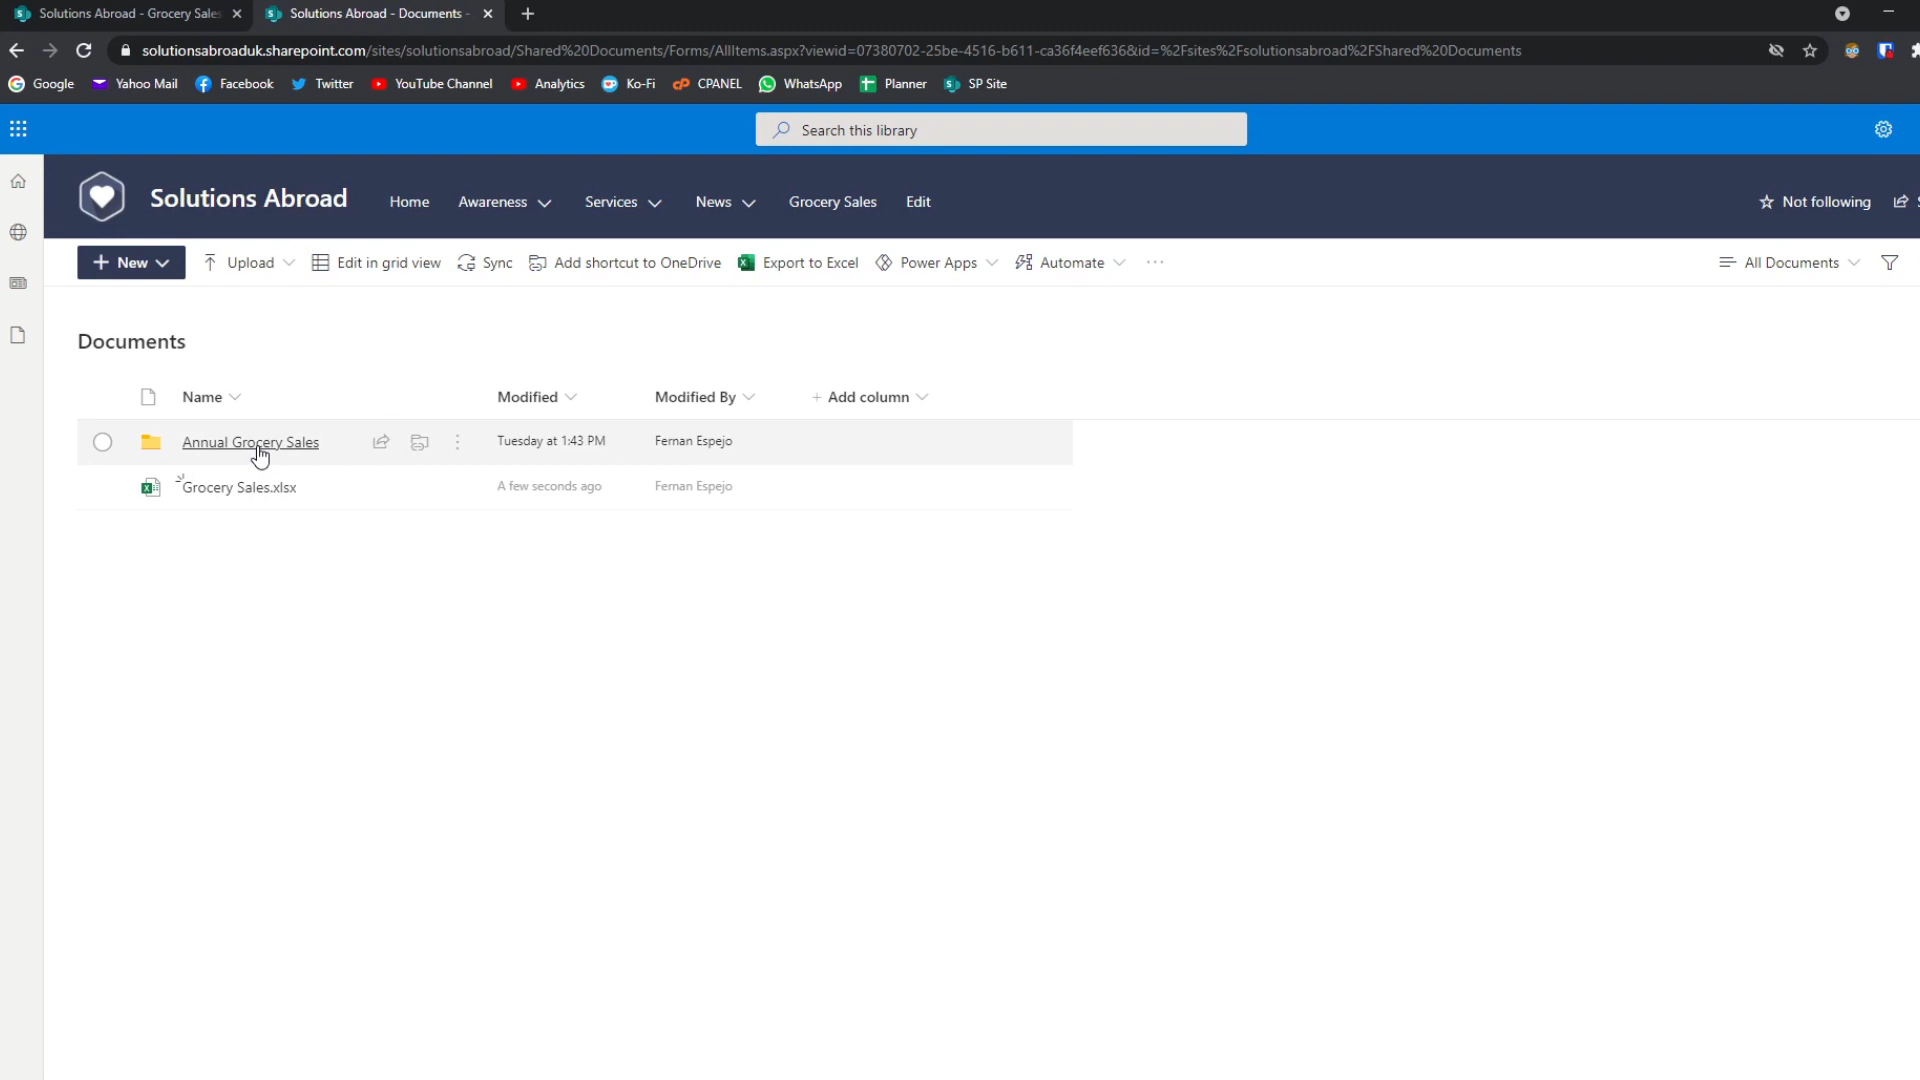 Solutions Abroad - Grocery Sales
Solutions Abroad - Documents -
solutionsabroaduk.sharepoint.com/sites/solutionsabroad/Shared%20Documents/Forms/AllItems.aspx?viewid=07380702-25be-4516-b611-ca36f4eef636&id=%2Fsites%2Fsolutionsabroad%2FShared%20Documents
Google Yahoo Mail Facebook Twitter YouTube Channel Analytics Ko-Fi CPANEL WhatsApp Planner SP Site
Search this library
Solutions Abroad Home Awareness Services News Grocery Sales Edit Not following
New Upload Edit in grid view Sync Add shortcut to OneDrive Export to Excel Power Apps Automate All Documents
Documents
Name Modified Modified By Add column
Annual Grocery Sales Tuesday at 1:43 PM Fernan Espejo
Grocery Sales.xlsx A few seconds ago Fernan Espejo